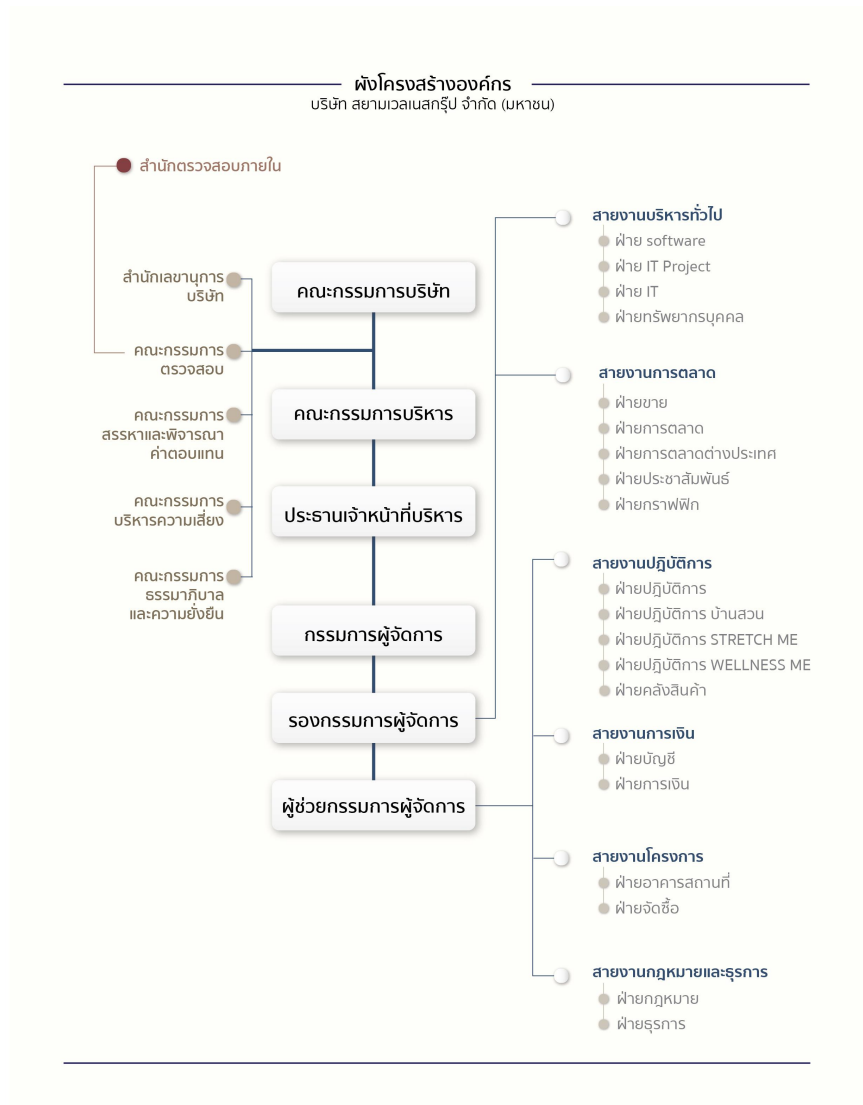 ผังโครงสร้างองค์กร
บริษัท สยามเวลเนสกรุ๊ป จำกัด (มหาชน)
สำนักตรวจสอบภายใน
สำนักเลขานุการ
บริษัท
คณะกรรมการ
ตรวจสอบ
คณะกรรมการ
สรรหาและพิจารณา
ค่าตอบแทน
คณะกรรมการ
บริหารความเสี่ยง
คณะกรรมการ
ธรรมาภิบาล
และความยั่งยืน
คณะกรรมการบริษัท
คณะกรรมการบริหาร
ประธานเจ้าหน้าที่บริหาร
กรรมการผู้จัดการ
รองกรรมการผู้จัดการ
ผู้ช่วยกรรมการผู้จัดการ
สายงานบริหารทั่วไป
ฝ่าย software
ฝ่าย IT Project
ฝ่าย IT
ฝ่ายทรัพยากรบุคคล
สายงานการตลาด
ฝ่ายขาย
ฝ่ายการตลาด
ฝ่ายการตลาดต่างประเทศ
ฝ่ายประชาสัมพันธ์
ฝ่ายกราฟฟิก
สายงานปฎิบัติการ
ฝ่ายปฎิบัติการ
ฝ่ายปฎิบัติการ บ้านสวน
ฝ่ายปฎิบัติการ STRETCH ME
ฝ่ายปฎิบัติการ WELLNESS ME
ฝ่ายคลังสินค้า
สายงานการเงิน
ฝ่ายบัญชี
ฝ่ายการเงิน
สายงานโครงการ
ฝ่ายอาคารสถานที่
ฝ่ายจัดซื้อ
สายงานกฎหมายและธุรการ
ฝ่ายกฎหมาย
ฝ่ายธุรการ